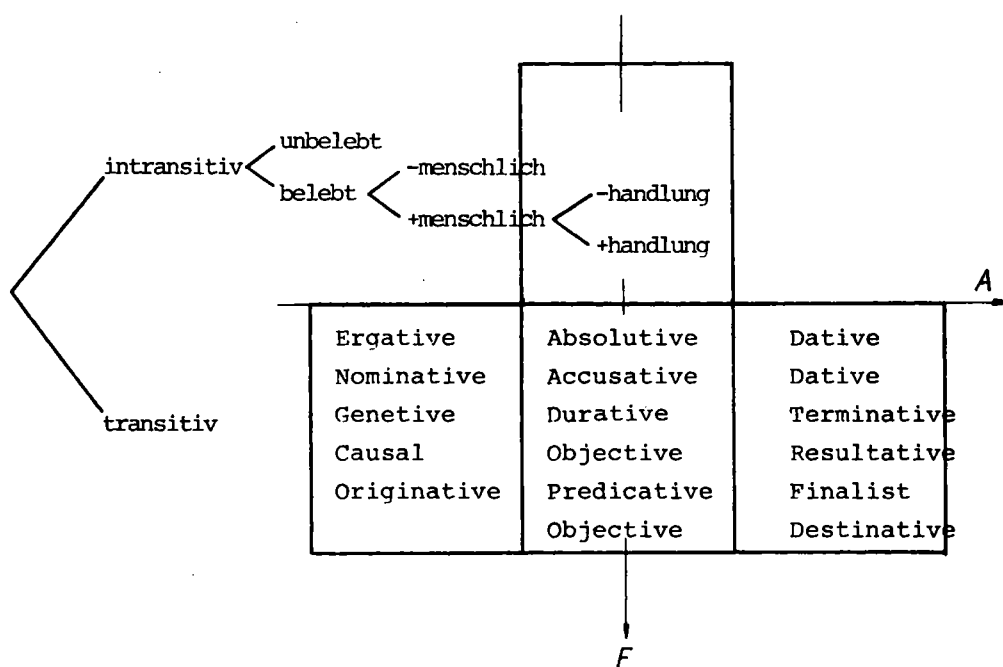 unbelebt
intransitiv
-menschlich
belebt
-handlung
+menschlich
+handlung
A
Ergative Absolutive Dative
Nominative Accusative Dative
Genetive Durative Terminative
transitiv
Causal Objective Resultative
Originative Predicative Finalist
Objective Destinative
F